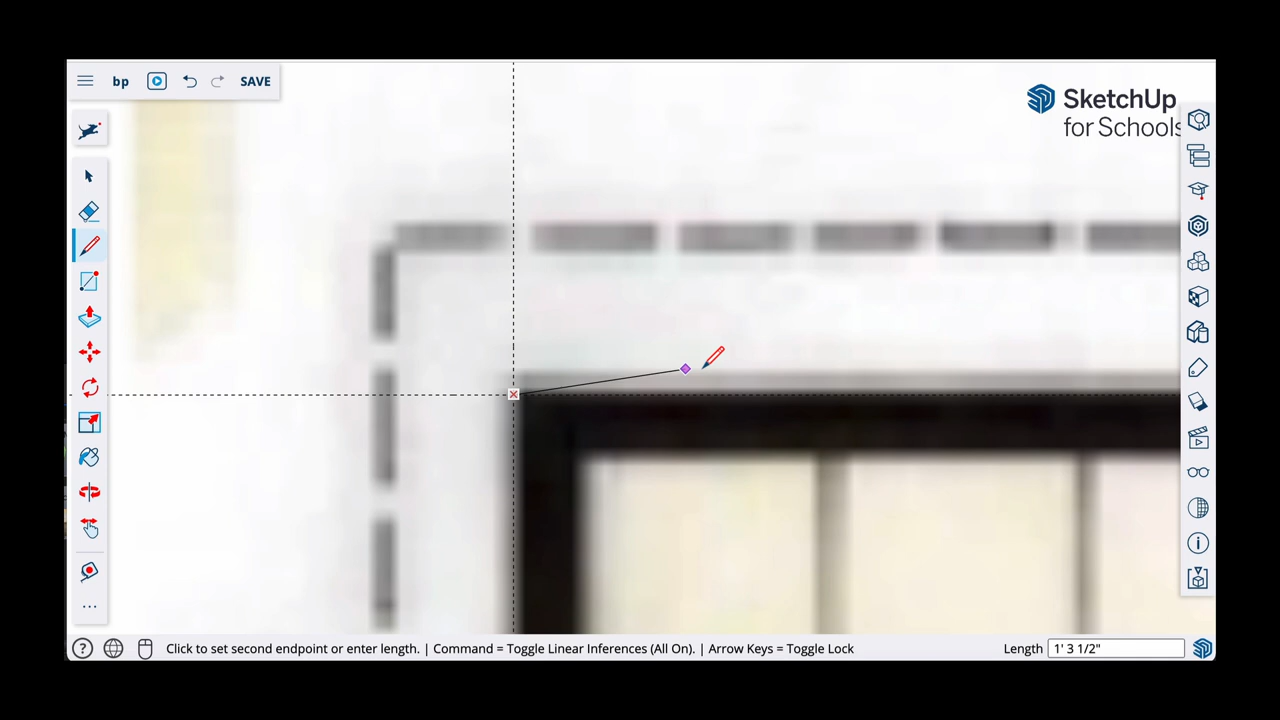 bp
SAVE
SketchUp
for Schools
Click to set second endpoint or enter length. | Command = Toggle Linear Inferences (All On). | Arrow Keys = Toggle Lock
Length 1' 3 1/2"